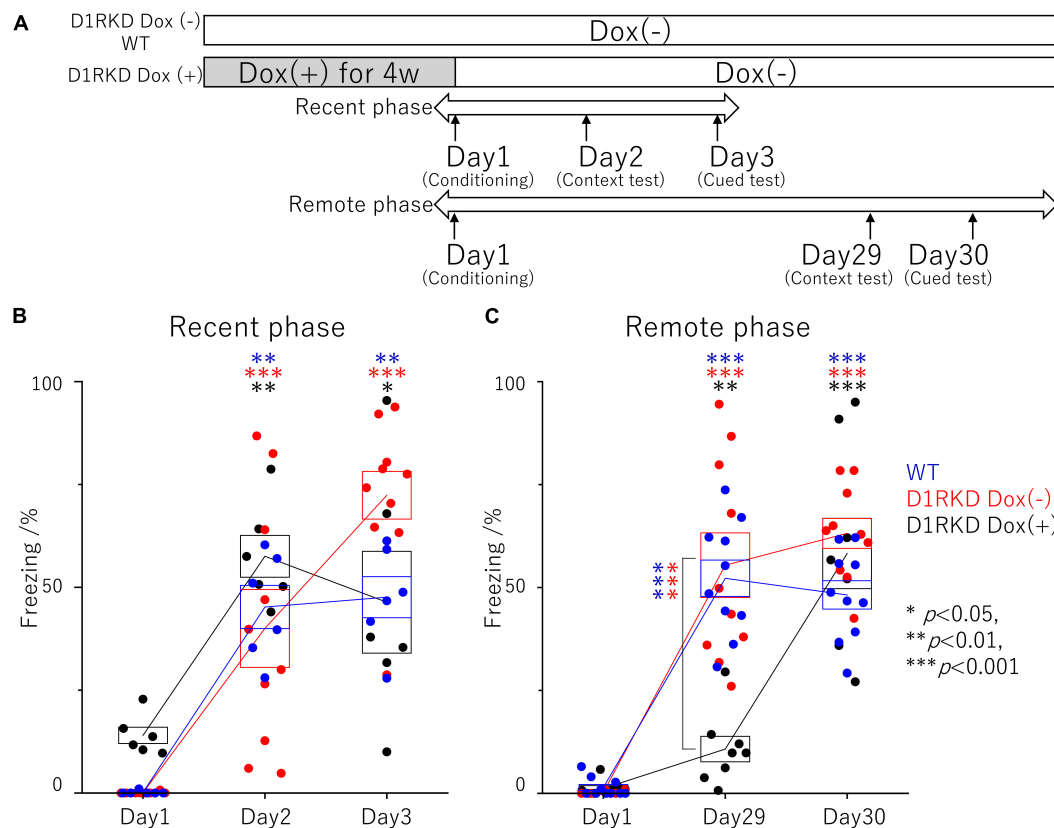 A
D1RKD Dox (-)
WT
Dox(-)
D1RKD Dox (+)
Dox(+) for 4w
Dox(-)
Recent phase
Day1
(Conditioning)
Day2
(Context test)
Day3
(Cued test)
Remote phase
Day1
(Conditioning)
Day29
(Context test)
Day30
(Cued test)
B
Recent phase
** **
*** ***
** *
100
50
0
Freezing /%
Day1 Day2 Day3
C
Remote phase
*** ***
*** ***
** ***
100
50
0
Freezing /%
***
***
Day1 Day29 Day30
WT
D1RKD Dox(-)
D1RKD Dox(+)
* p<0.05,
**p<0.01,
***p<0.001